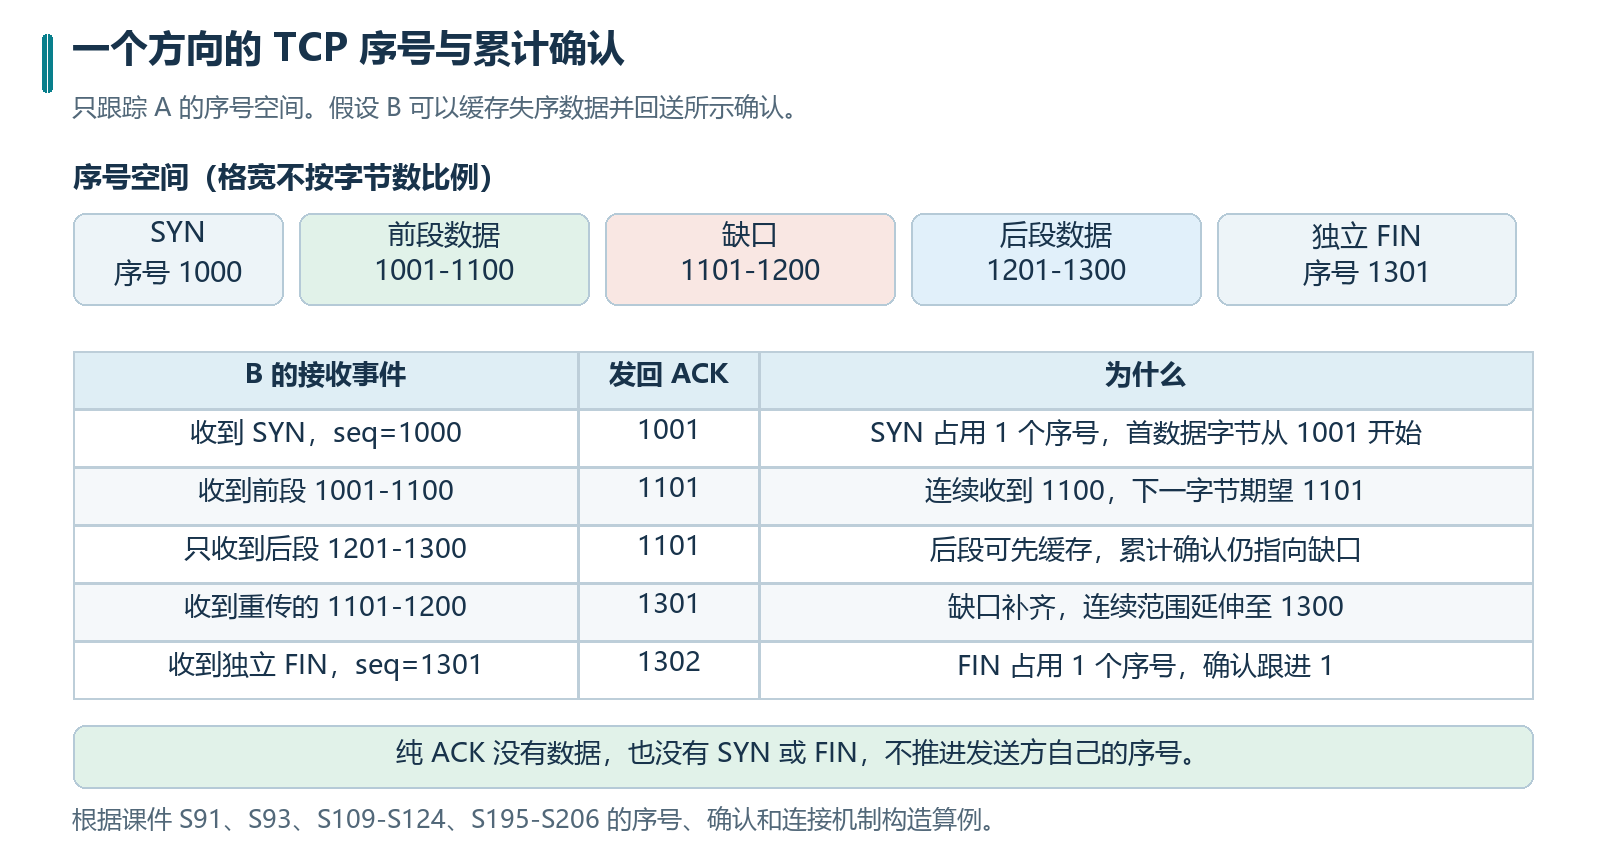 一个方向的 TCP 序号与累计确认
只跟踪 A 的序号空间。假设 B 可以缓存失序数据并回送所示确认。
序号空间（格宽不按字节数比例）
SYN
序号 1000
前段数据
1001-1100
缺口
1101-1200
后段数据
1201-1300
独立 FIN
序号 1301
B 的接收事件 发回 ACK 为什么
收到 SYN，seq=1000 1001 SYN 占用 1 个序号，首数据字节从 1001 开始
收到前段 1001-1100 1101 连续收到 1100，下一字节期望 1101
只收到后段 1201-1300 1101 后段可先缓存，累计确认仍指向缺口
收到重传的 1101-1200 1301 缺口补齐，连续范围延伸至 1300
收到独立 FIN，seq=1301 1302 FIN 占用 1 个序号，确认跟进 1
纯 ACK 没有数据，也没有 SYN 或 FIN，不推进发送方自己的序号。
根据课件 S91、S93、S109-S124、S195-S206 的序号、确认和连接机制构造算例。